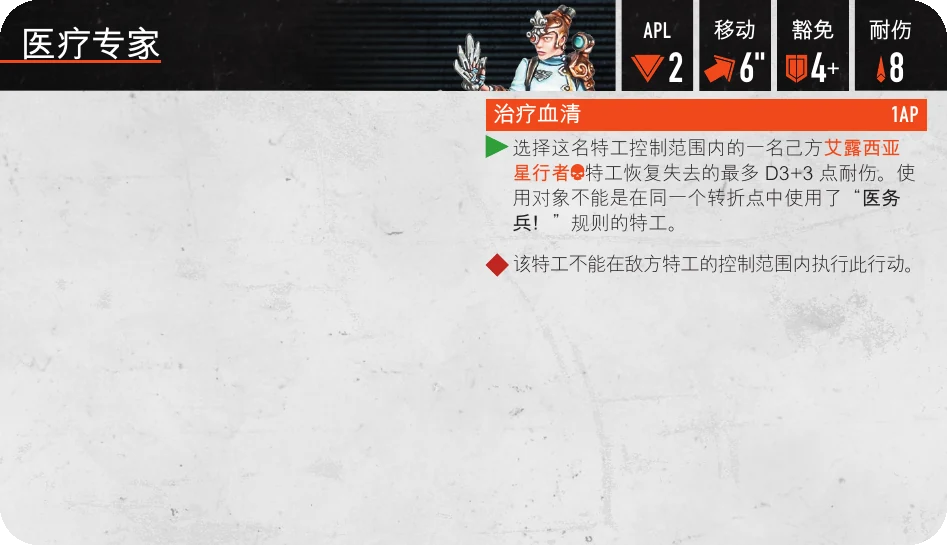 医疗专家
APL
移动
豁免
耐伤
2
6"
4+
8
治疗血清
1AP
选择这名特工控制范围内的一名己方艾露西亚
星行者特工恢复失去的最多 D3+3 点耐伤。使
用对象不能是在同一个转折点中使用了“医务
兵！”规则的特工。
该特工不能在敌方特工的控制范围内执行此行动。